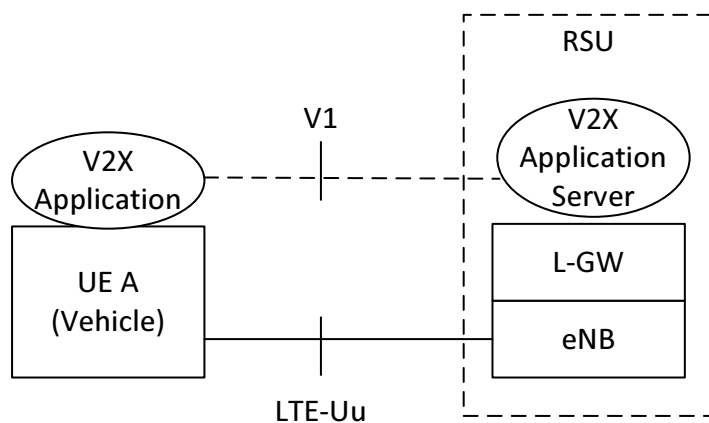 RSU
V1
V2X
Application
V2X
Application
Server
UE A
(Vehicle)
L-GW
eNB
LTE-Uu